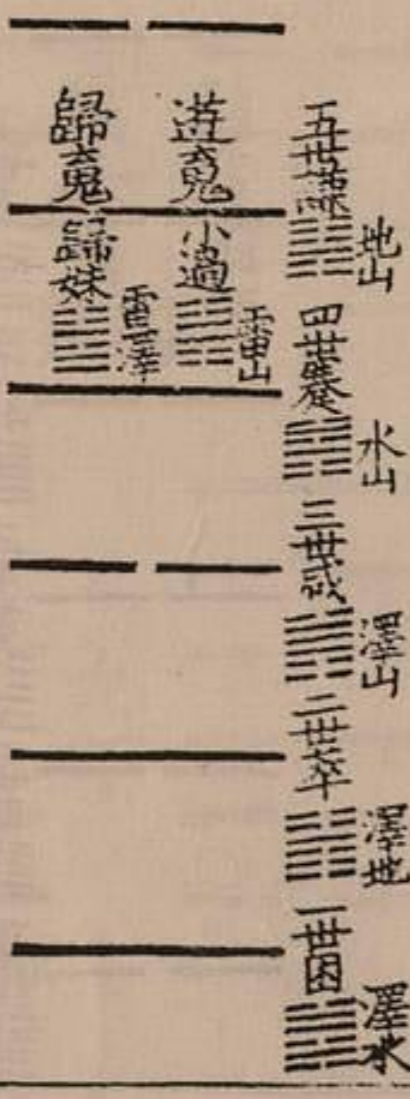 五世謙 地山
四世蹇 水山
三世咸 澤山
二世萃 澤地
一世困 澤水
遊魂 小過 雷山
歸魂 歸妹 雷澤